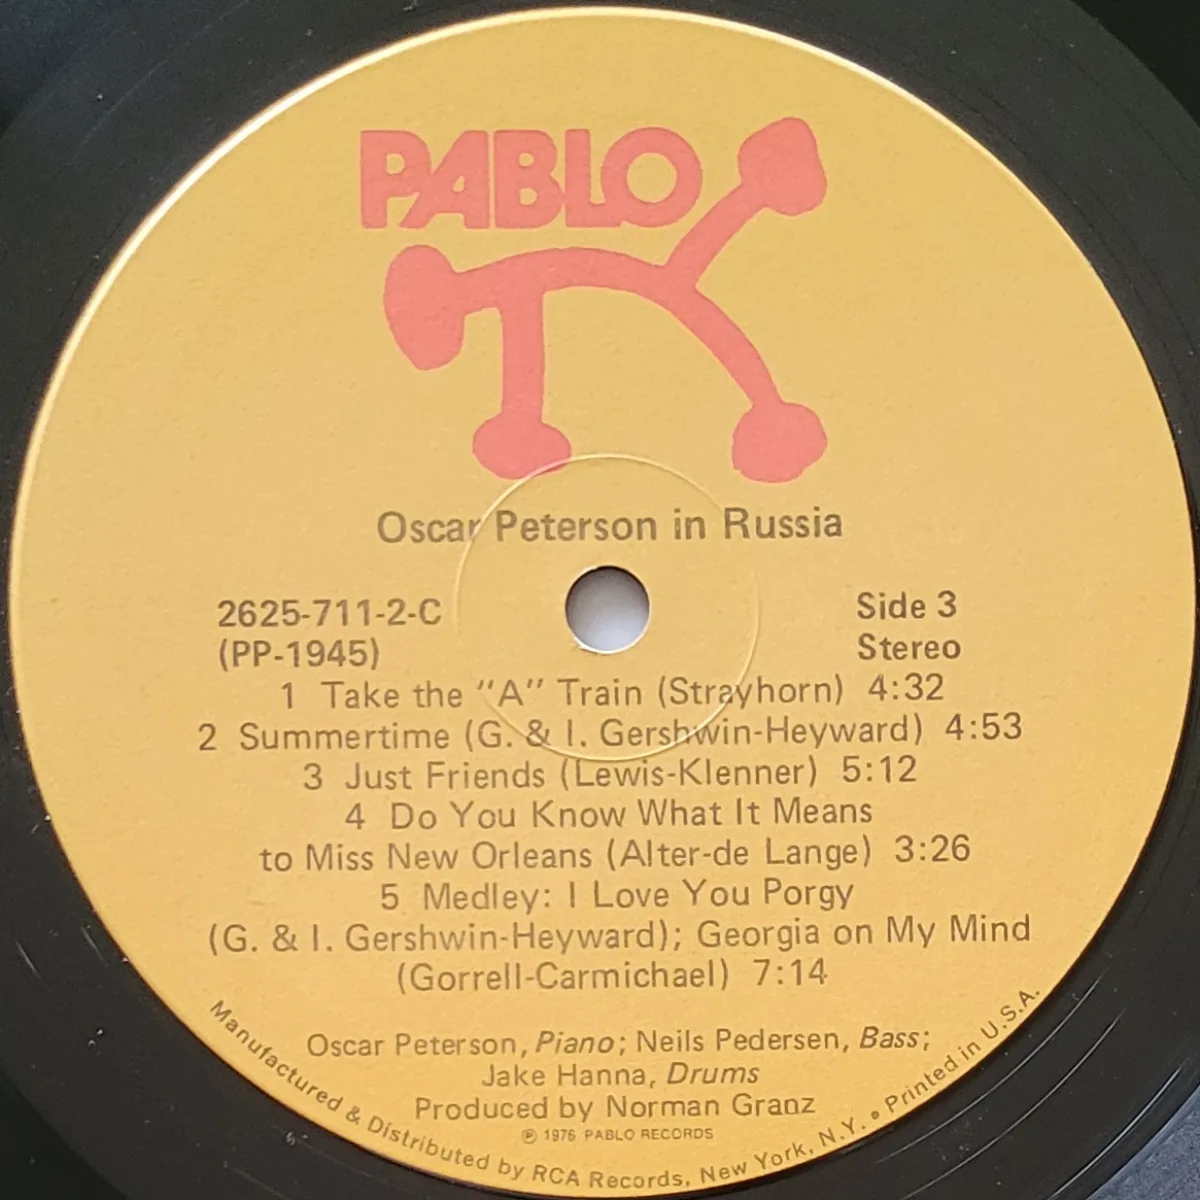 PABLO
Oscar Peterson in Russia
2625-711-2-C
(PP-1945)
Side 3
Stereo
1 Take the "A" Train (Strayhorn) 4:32
2 Summertime (G. & I. Gershwin-Heyward) 4:53
3 Just Friends (Lewis-Klenner) 5:12
4 Do You Know What It Means
to Miss New Orleans (Alter-de Lange) 3:26
5 Medley: I Love You Porgy
(G. & I. Gershwin-Heyward); Georgia on My Mind
(Gorrell-Carmichael) 7:14
Oscar Peterson, Piano; Neils Pedersen, Bass;
Jake Hanna, Drums
Produced by Norman Granz
℗ 1976 PABLO RECORDS
Manufactured & Distributed by RCA Records, New York, N.Y. • Printed in U.S.A.